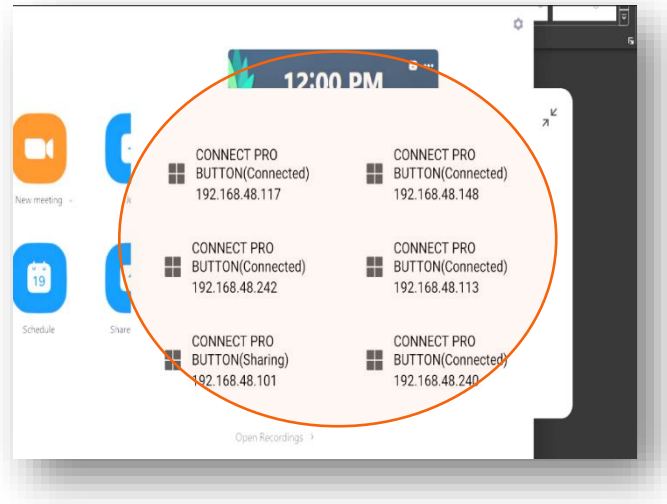 12:00 PM
CONNECT PRO
BUTTON(Connected)
192.168.48.117
CONNECT PRO
BUTTON(Connected)
192.168.48.148
New meeting
CONNECT PRO
BUTTON(Connected)
192.168.48.242
CONNECT PRO
BUTTON(Connected)
192.168.48.113
19
Schedule
Share
CONNECT PRO
BUTTON(Sharing)
192.168.48.101
CONNECT PRO
BUTTON(Connected)
192.168.48.240
Open Recordings